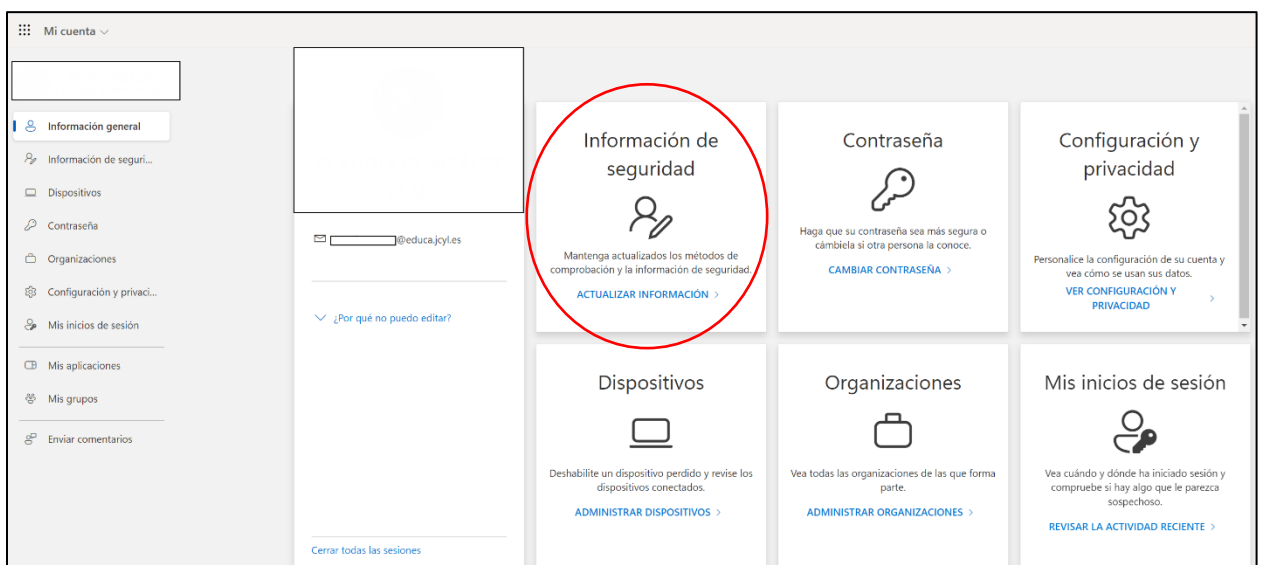 Mi cuenta
Información general
Información de seguri...
Dispositivos
Contraseña
Organizaciones
Configuración y privaci...
Mis inicios de sesión
Mis aplicaciones
Mis grupos
Enviar comentarios
@educa.jcyl.es
¿Por qué no puedo editar?
Cerrar todas las sesiones
Información de
seguridad
Mantenga actualizados los métodos de
comprobación y la información de seguridad.
ACTUALIZAR INFORMACIÓN >
Contraseña
Haga que su contraseña sea más segura o
cámbiela si otra persona la conoce.
CAMBIAR CONTRASEÑA >
Configuración y
privacidad
Personalice la configuración de su cuenta y
vea cómo se usan sus datos.
VER CONFIGURACIÓN Y
PRIVACIDAD >
Dispositivos
Deshabilite un dispositivo perdido y revise los
dispositivos conectados.
ADMINISTRAR DISPOSITIVOS >
Organizaciones
Vea todas las organizaciones de las que forma
parte.
ADMINISTRAR ORGANIZACIONES >
Mis inicios de sesión
Vea cuándo y dónde ha iniciado sesión y
compruebe si hay algo que le parezca
sospechoso.
REVISAR LA ACTIVIDAD RECIENTE >